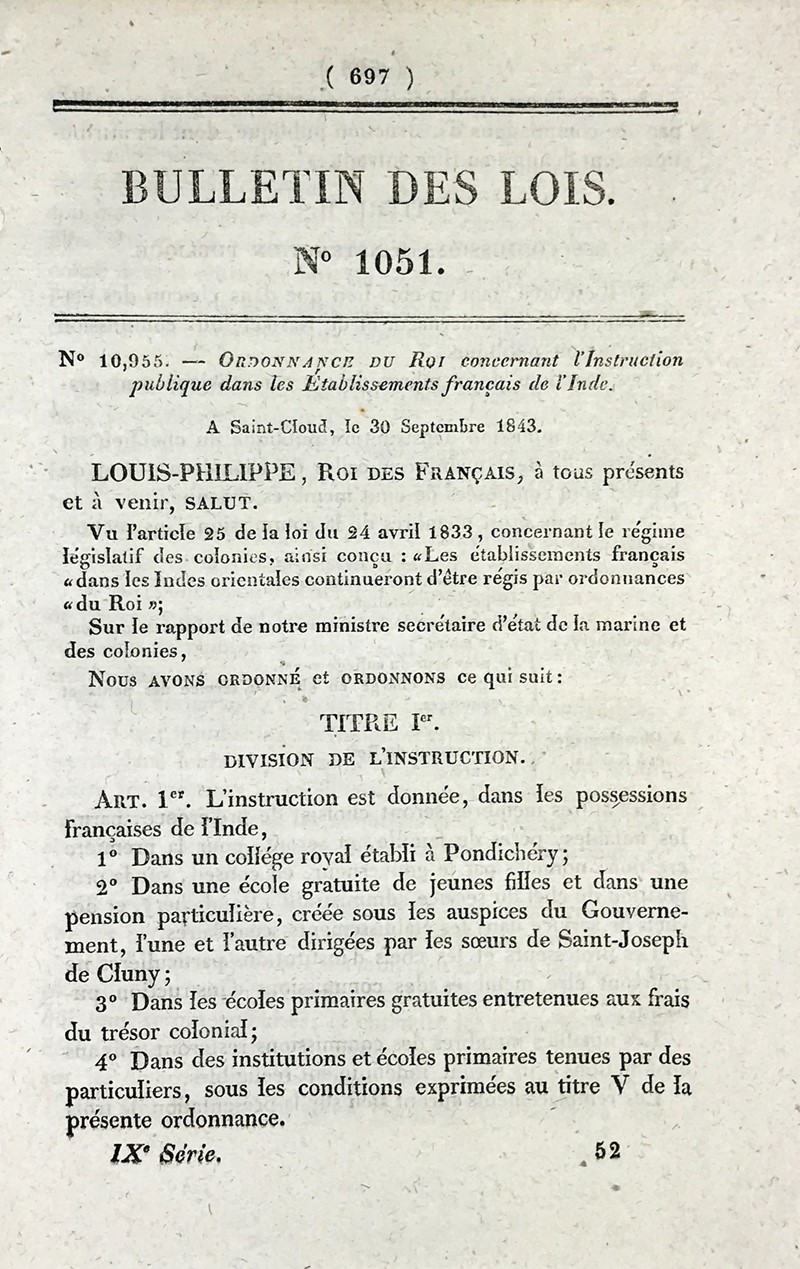 ( 697 )
BULLETIN DES LOIS.
N° 1051.
N° 10,955. — ORDONNANCE DU ROI concernant l'Instruction
publique dans les Établissements français de l'Inde.
A Saint-Cloud, le 30 Septembre 1843.
LOUIS-PHILIPPE, ROI DES FRANÇAIS, à tous présents
et à venir, SALUT.
Vu l'article 25 de la loi du 24 avril 1833, concernant le régime
législatif des colonies, ainsi conçu : «Les établissements français
«dans les Indes orientales continueront d'être régis par ordonnances
«du Roi»;
Sur le rapport de notre ministre secrétaire d'état de la marine et
des colonies,
NOUS AVONS ORDONNÉ et ORDONNONS ce qui suit :
TITRE Ier.
DIVISION DE L'INSTRUCTION.
ART. 1er. L'instruction est donnée, dans les possessions
françaises de l'Inde,
1° Dans un collége royal établi à Pondichéry;
2° Dans une école gratuite de jeunes filles et dans une
pension particulière, créée sous les auspices du Gouverne-
ment, l'une et l'autre dirigées par les sœurs de Saint-Joseph
de Cluny;
3° Dans les écoles primaires gratuites entretenues aux frais
du trésor colonial;
4° Dans des institutions et écoles primaires tenues par des
particuliers, sous les conditions exprimées au titre V de la
présente ordonnance.
IXe Série. 52